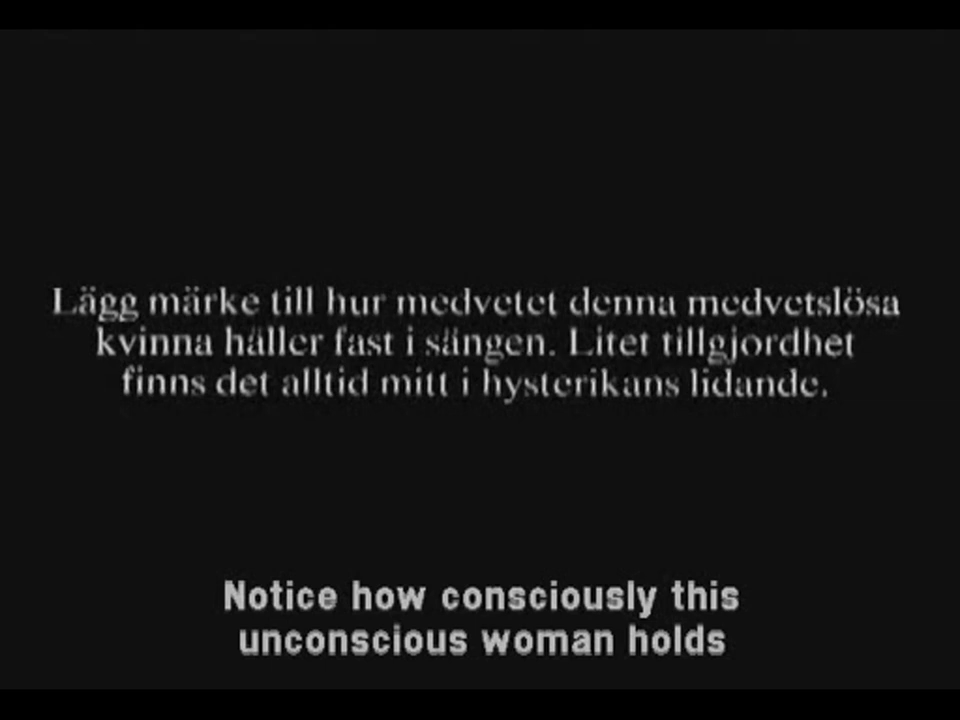 Lägg märke till hur medvetet denna medvetslösa
kvinna håller fast i sängen. Litet tillgjordhet
finns det alltid mitt i hysterikans lidande.
Notice how consciously this
unconscious woman holds